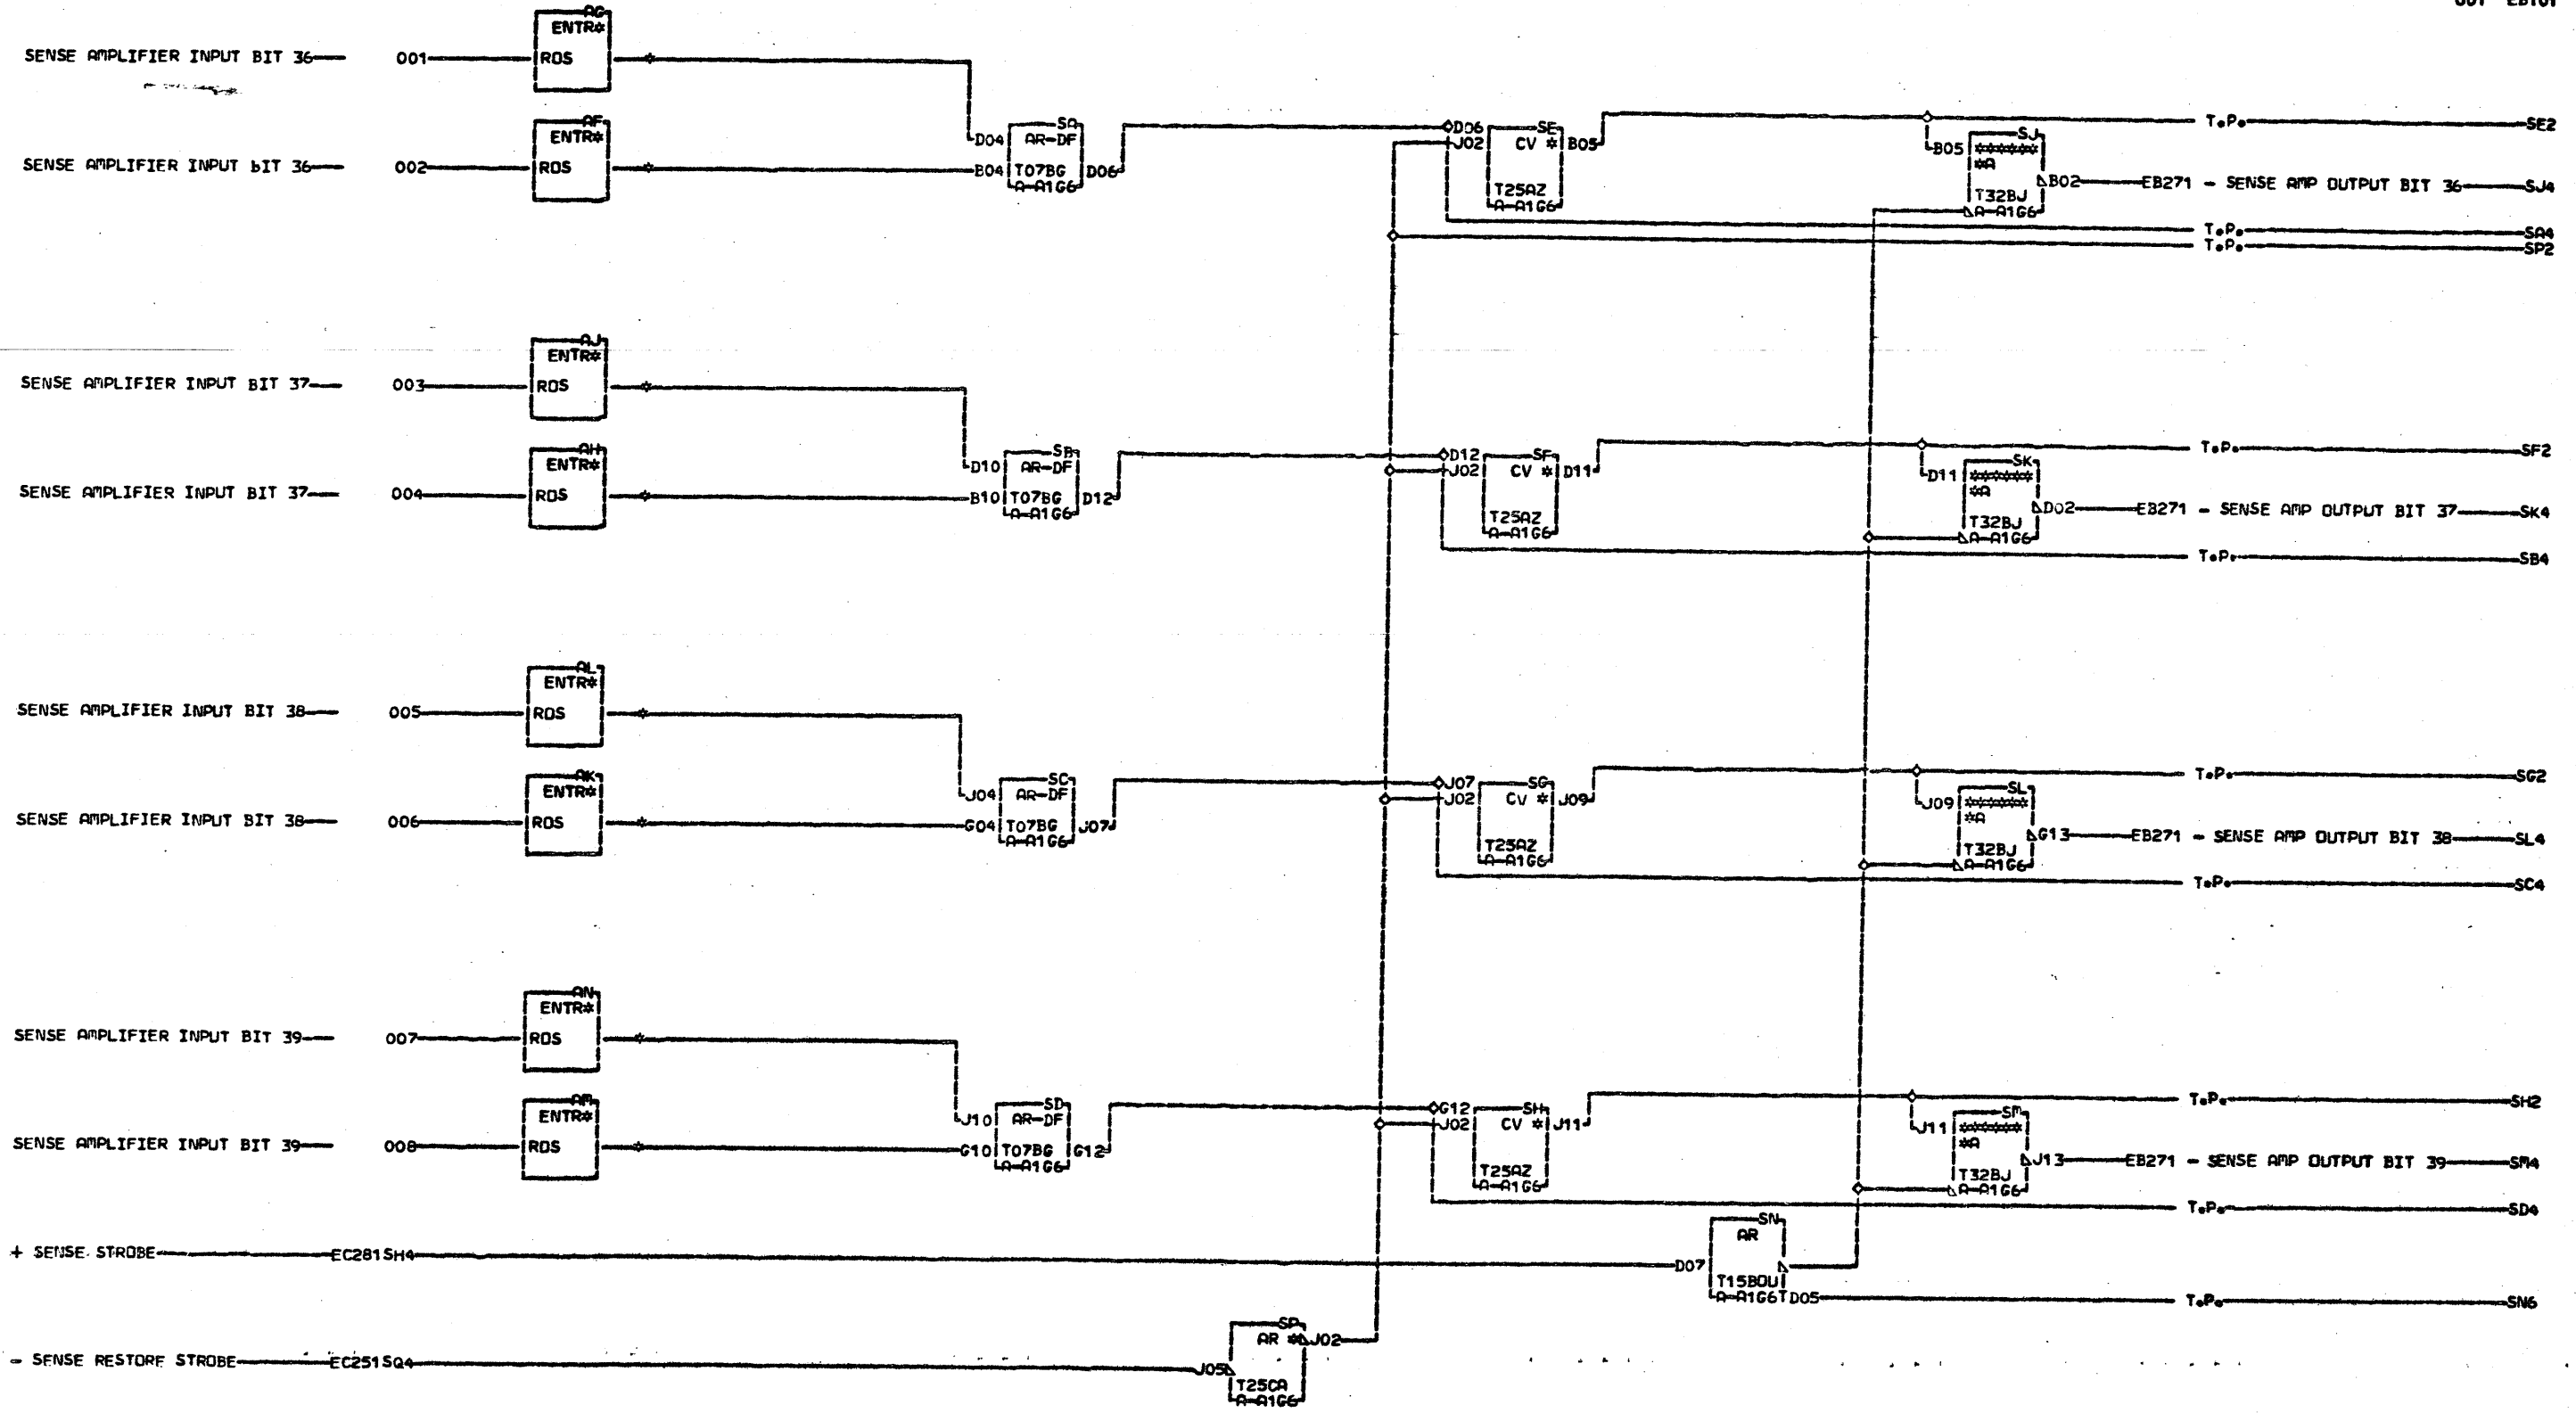 AG
ENTR*
SENSE AMPLIFIER INPUT BIT 36 001 RDS *
AF
ENTR*
SENSE AMPLIFIER INPUT bIT 36 002 RDS *
SA
D04 AR-DF
B04 T07BG D06
A-A1G6
D06 SE
J02 CV * B05
T25AZ
A-A1G6
T.P. SE2
SJ
B05 ******
*A
B02 EB271 - SENSE AMP OUTPUT BIT 36 SJ4
T32BJ
A-A1G6
T.P. SA4
T.P. SP2
AJ
ENTR*
SENSE AMPLIFIER INPUT BIT 37 003 RDS *
AH
ENTR*
SENSE AMPLIFIER INPUT BIT 37 004 RDS *
SB
D10 AR-DF
B10 T07BG D12
A-A1G6
D12 SF
J02 CV * D11
T25AZ
A-A1G6
T.P. SF2
SK
D11 ******
*A
D02 EB271 - SENSE AMP OUTPUT BIT 37 SK4
T32BJ
A-A1G6
T.P. SB4
AL
ENTR*
SENSE AMPLIFIER INPUT BIT 38 005 RDS *
AK
ENTR*
SENSE AMPLIFIER INPUT BIT 38 006 RDS *
SC
J04 AR-DF
G04 T07BG J07
A-A1G6
J07 SG
J02 CV * J09
T25AZ
A-A1G6
T.P. SG2
SL
J09 ******
*A
G13 EB271 - SENSE AMP OUTPUT BIT 38 SL4
T32BJ
A-A1G6
T.P. SC4
AN
ENTR*
SENSE AMPLIFIER INPUT BIT 39 007 RDS *
AM
ENTR*
SENSE AMPLIFIER INPUT BIT 39 008 RDS *
SD
J10 AR-DF
G10 T07BG G12
A-A1G6
G12 SH
J02 CV * J11
T25AZ
A-A1G6
T.P. SH2
SM
J11 ******
*A
J13 EB271 - SENSE AMP OUTPUT BIT 39 SM4
T32BJ
A-A1G6
T.P. SD4
+ SENSE STROBE EC281SH4
SN
AR
D07
T15BOU
A-A1G6T D05 T.P. SN6
SP
AR * J02
- SENSE RESTORE STROBE EC251SQ4 J05
T25CA
A-A1G6